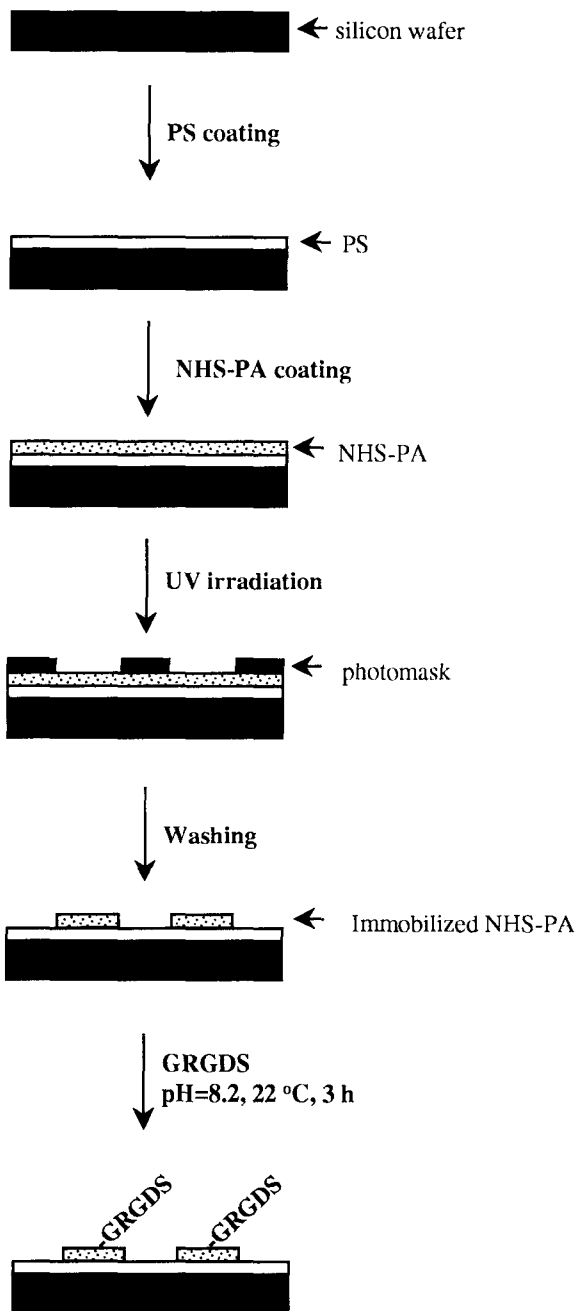 silicon wafer
PS coating
PS
NHS-PA coating
NHS-PA
UV irradiation
photomask
Washing
Immobilized NHS-PA
GRGDS
pH=8.2, 22 °C, 3 h
-GRGDS
-GRGDS